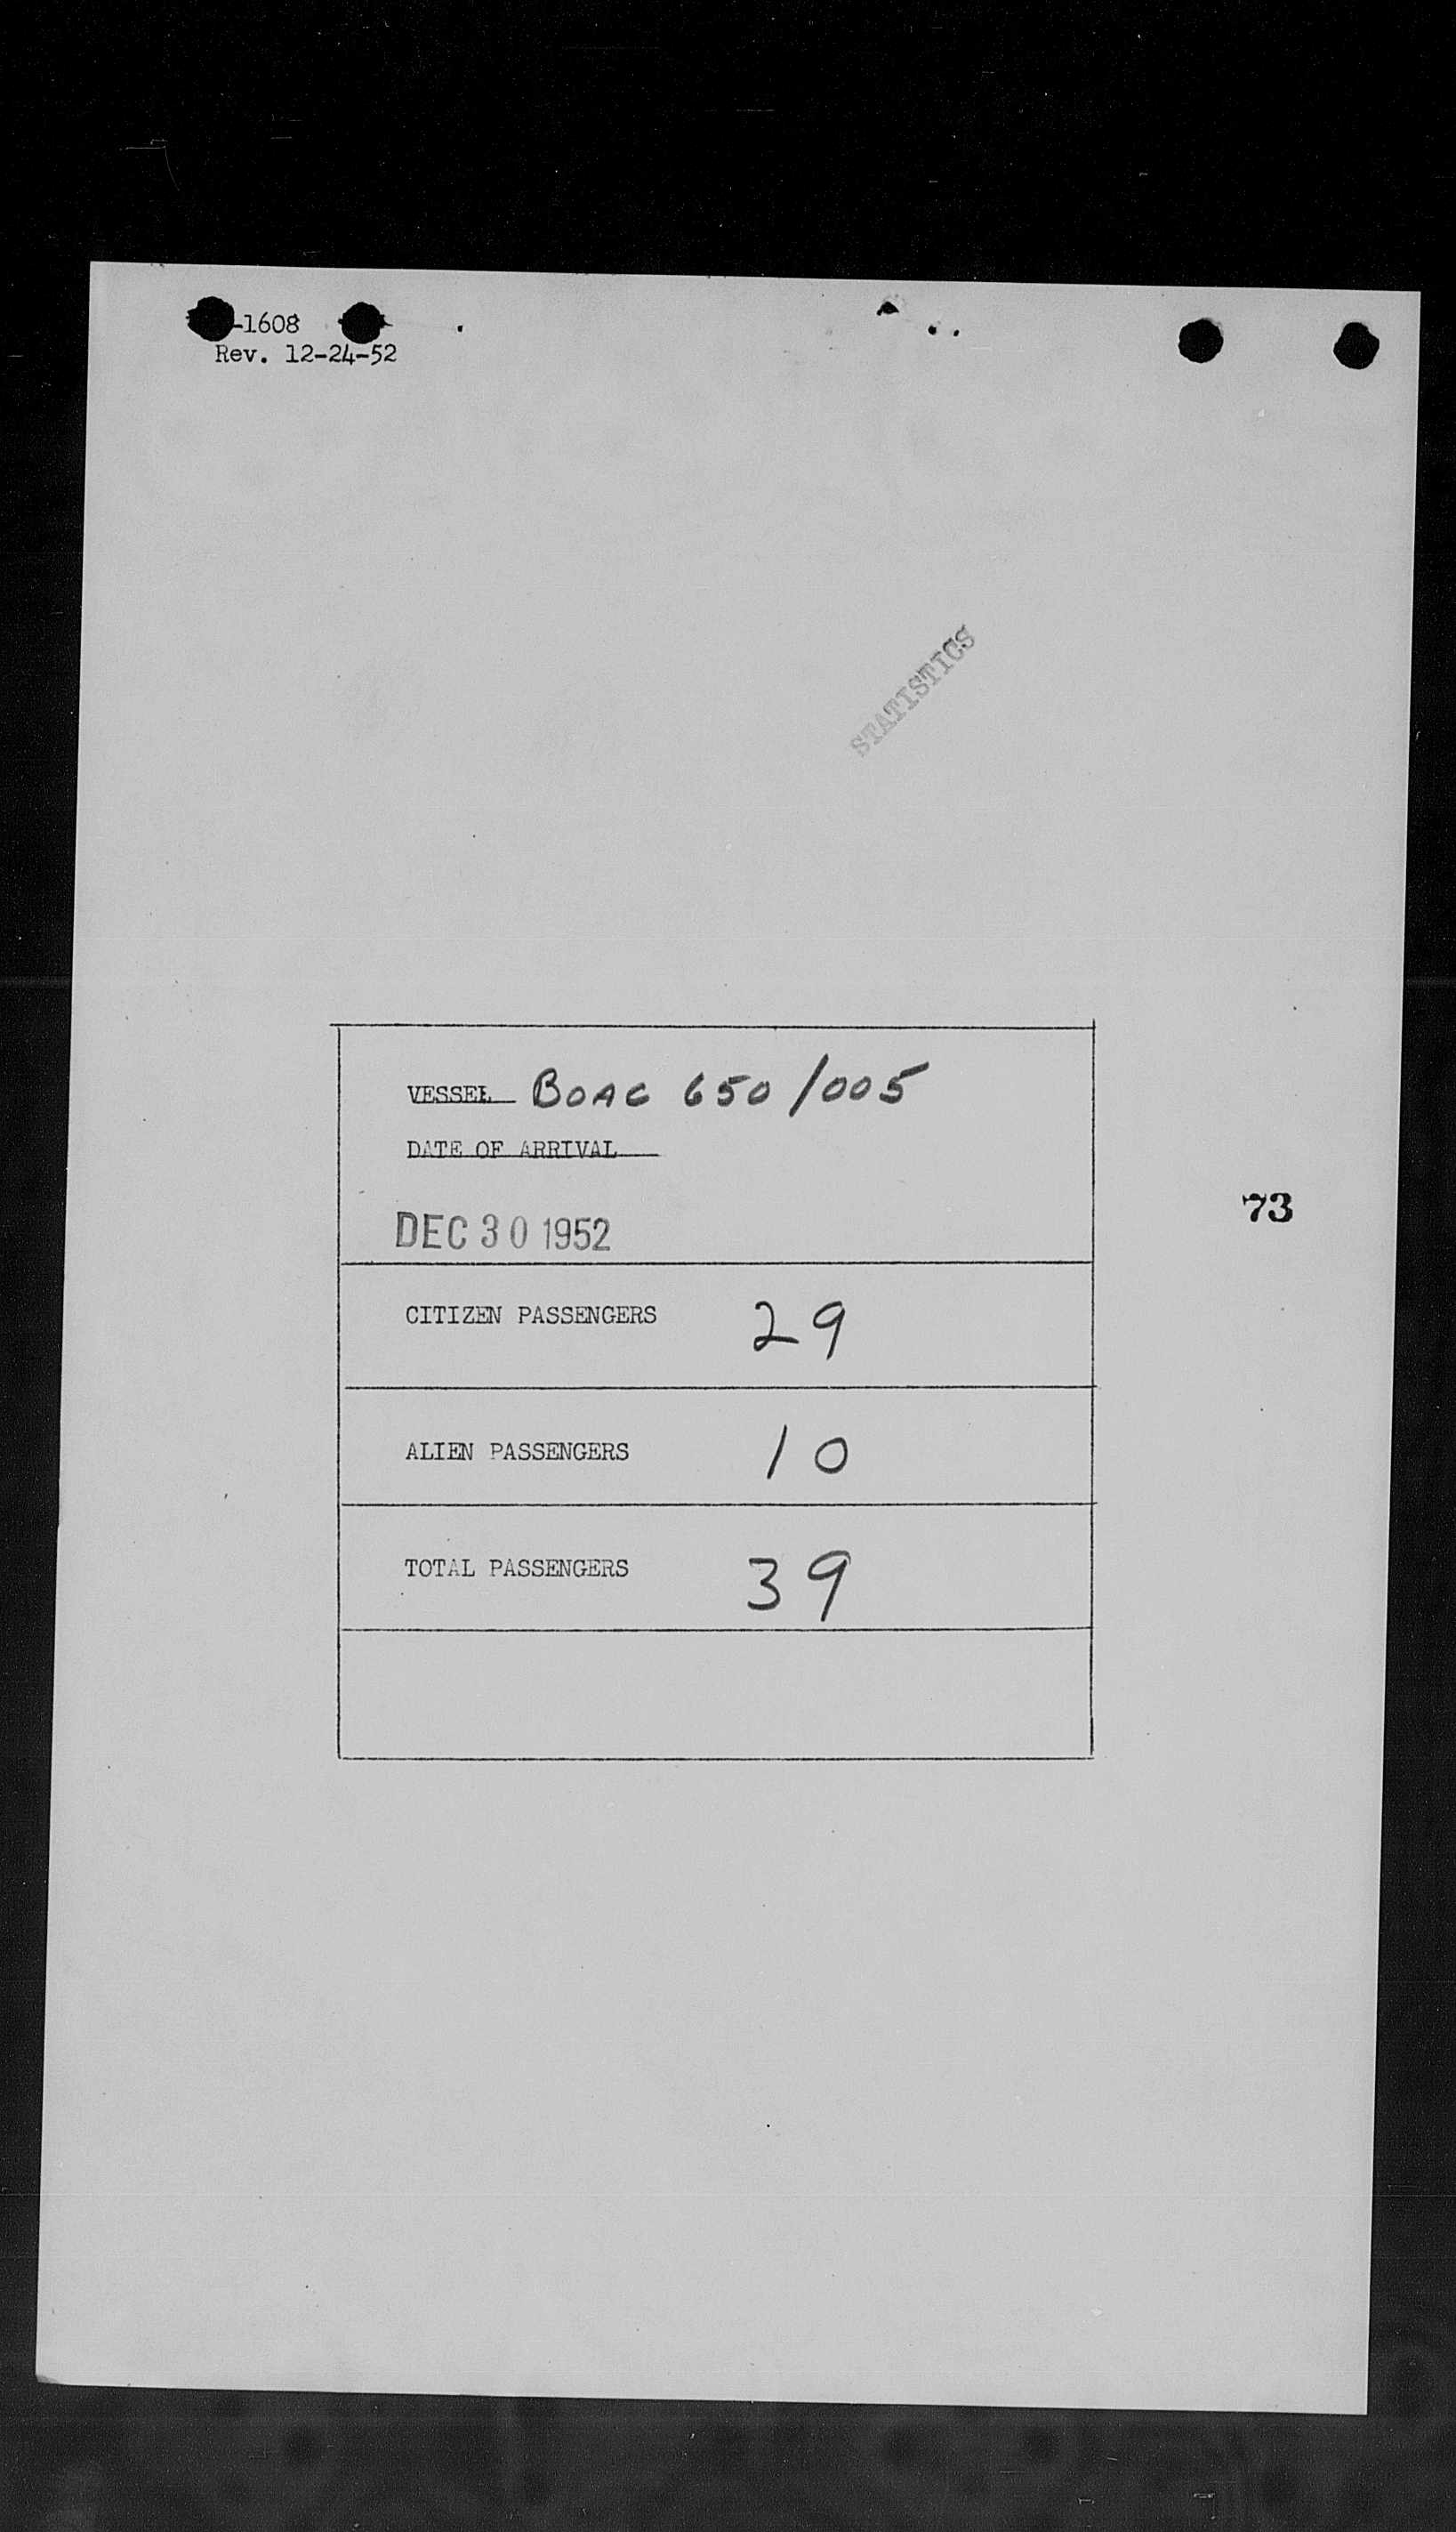 -1608
Rev. 12-24-52
STATISTICS
VESSEL BOAC 650/005
DATE OF ARRIVAL
DEC 30 1952
73
CITIZEN PASSENGERS 29
ALIEN PASSENGERS 10
TOTAL PASSENGERS 39